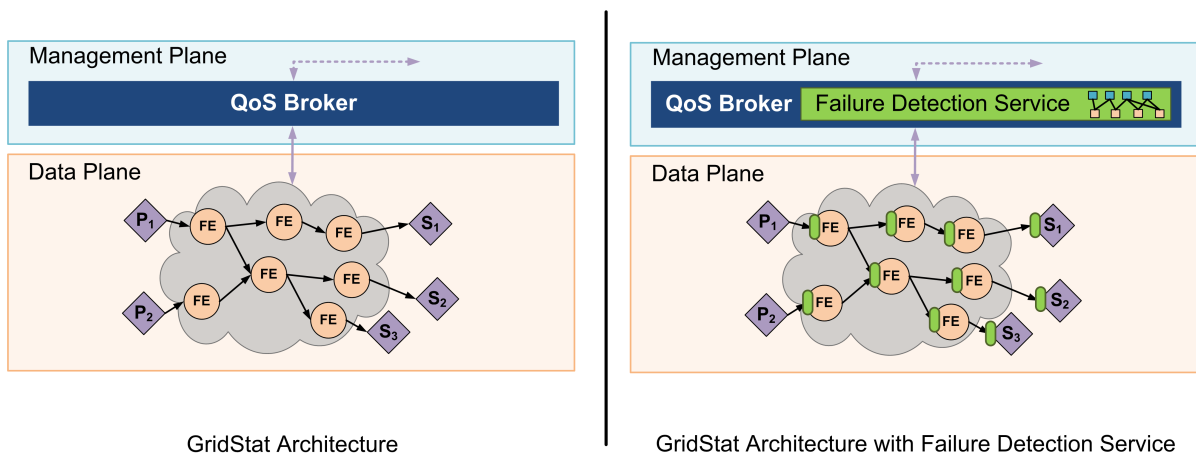 Management Plane
QoS Broker
Data Plane
P1
FE
FE
FE
S1
FE
FE
S2
P2
FE
FE
S3
GridStat Architecture
Management Plane
QoS Broker
Failure Detection Service
Data Plane
P1
FE
FE
FE
S1
FE
FE
S2
P2
FE
FE
S3
GridStat Architecture with Failure Detection Service